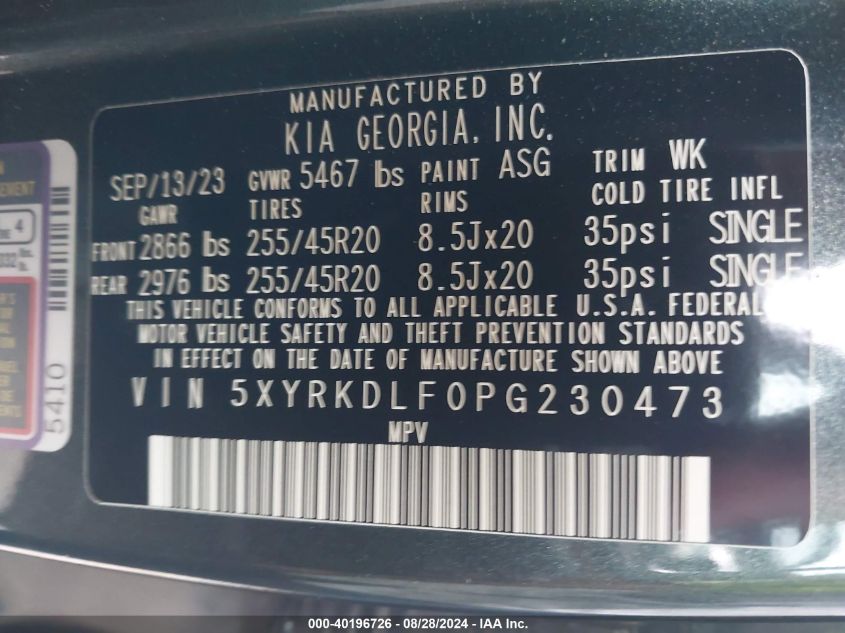 MANUFACTURED BY
KIA GEORGIA, INC.
SEP/13/23 GVWR 5467 lbs PAINT ASG TRIM WK
GAWR TIRES RIMS COLD TIRE INFL
FRONT 2866 lbs 255/45R20 8.5Jx20 35psi SINGLE
REAR 2976 lbs 255/45R20 8.5Jx20 35psi SINGLE
THIS VEHICLE CONFORMS TO ALL APPLICABLE U.S.A. FEDERAL
MOTOR VEHICLE SAFETY AND THEFT PREVENTION STANDARDS
IN EFFECT ON THE DATE OF MANUFACTURE SHOWN ABOVE
VIN 5XYRKDLF0PG230473
MPV
4
5410
000-40196726 - 08/28/2024 - IAA Inc.